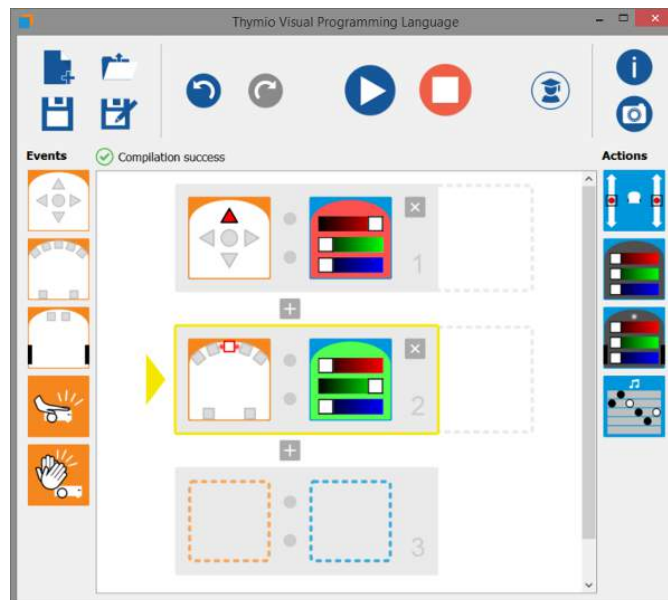 Thymio Visual Programming Language
Events
Compilation success
Actions
1
2
3